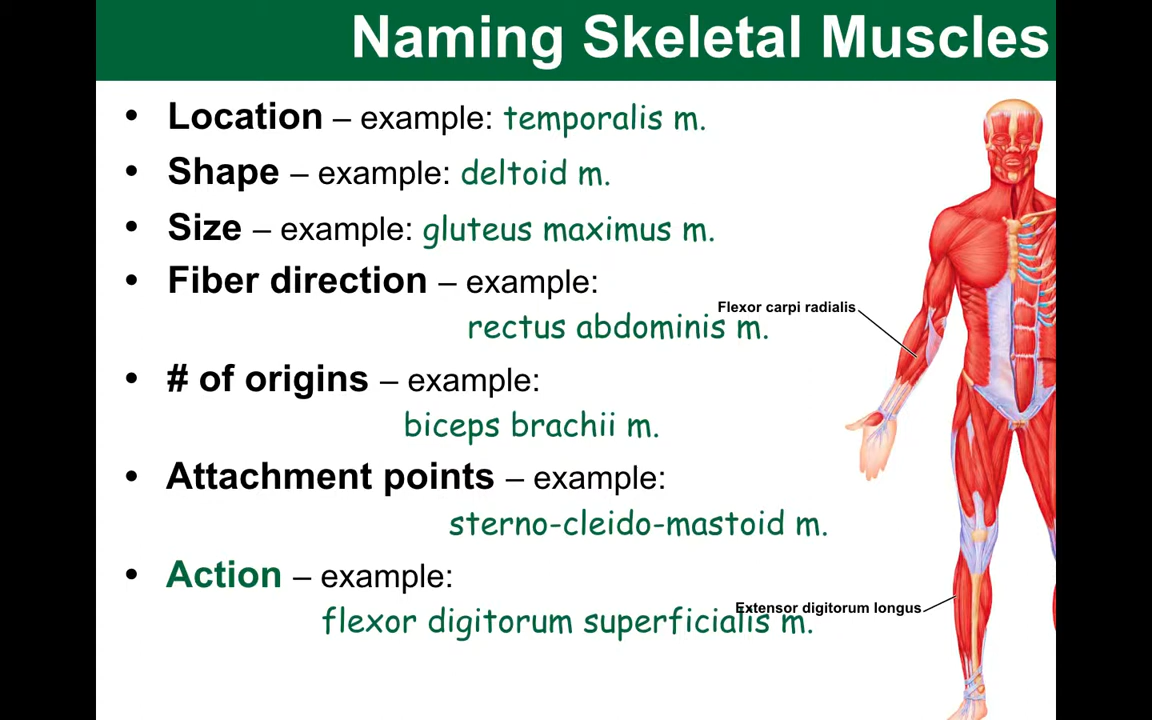 Naming Skeletal Muscles
• Location – example: temporalis m.
• Shape – example: deltoid m.
• Size – example: gluteus maximus m.
• Fiber direction – example:
Flexor carpi radialis
rectus abdominis m.
• # of origins – example:
biceps brachii m.
• Attachment points – example:
sterno-cleido-mastoid m.
• Action – example:
Extensor digitorum longus
flexor digitorum superficialis m.